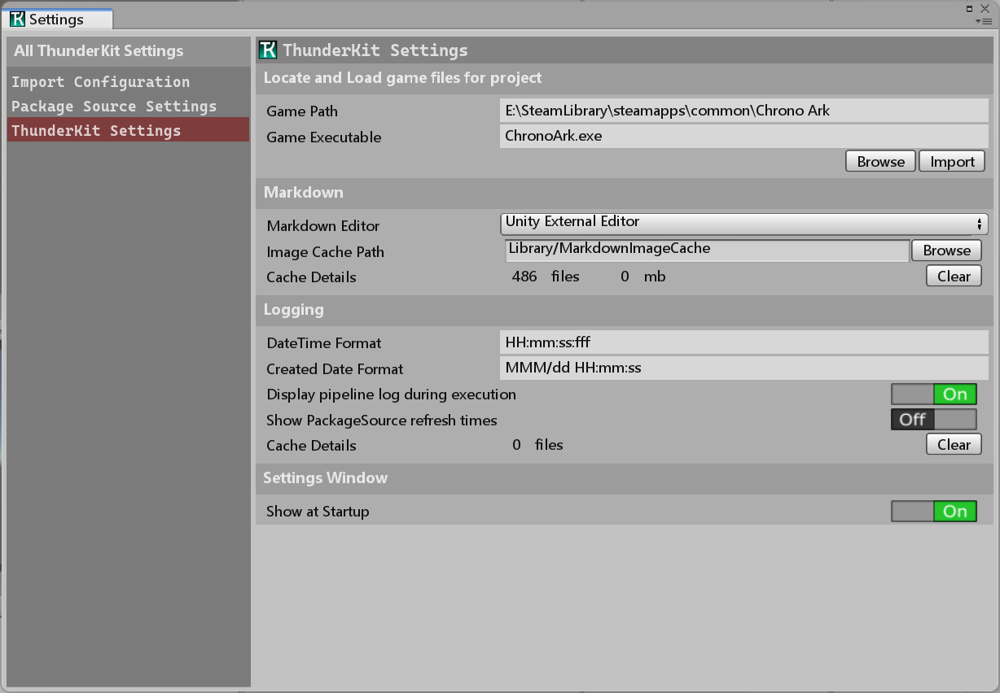 TK Settings
All ThunderKit Settings
Import Configuration
Package Source Settings
ThunderKit Settings
TK ThunderKit Settings
Locate and Load game files for project
Game Path E:\SteamLibrary\steamapps\common\Chrono Ark
Game Executable ChronoArk.exe
Browse Import
Markdown
Markdown Editor Unity External Editor
Image Cache Path Library/MarkdownImageCache Browse
Cache Details 486 files 0 mb Clear
Logging
DateTime Format HH:mm:ss:fff
Created Date Format MMM/dd HH:mm:ss
Display pipeline log during execution On
Show PackageSource refresh times Off
Cache Details 0 files Clear
Settings Window
Show at Startup On